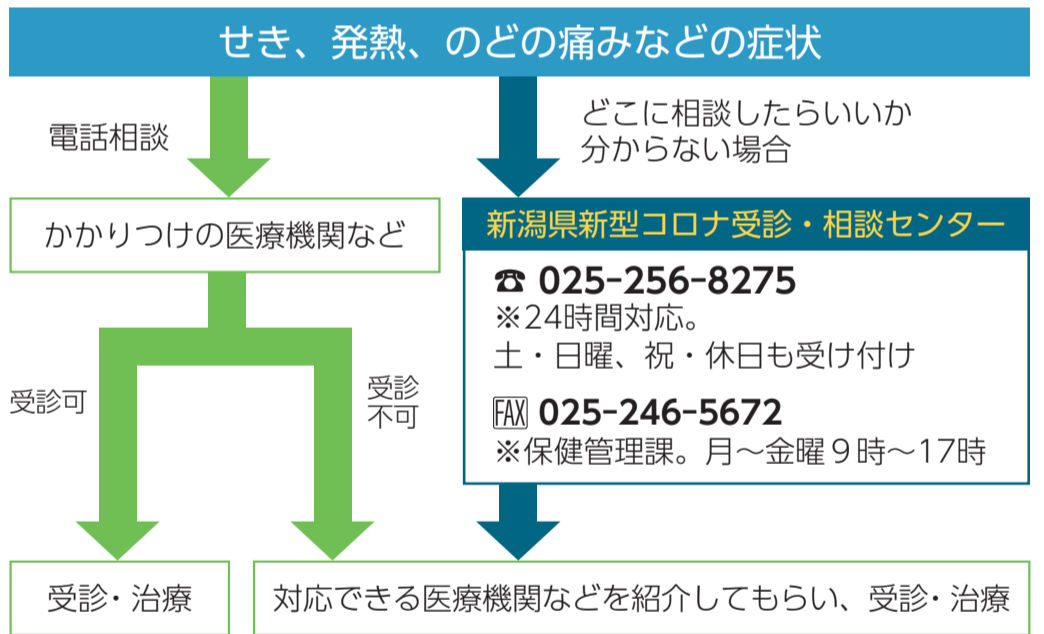 せき、発熱、のどの痛みなどの症状
電話相談
どこに相談したらいいか
分からない場合
かかりつけの医療機関など
新潟県新型コロナ受診・相談センター
☎ 025-256-8275
※24時間対応。
土・日曜、祝・休日も受け付け
FAX 025-246-5672
※保健管理課。月～金曜9時～17時
受診可
受診
不可
受診・治療
対応できる医療機関などを紹介してもらい、受診・治療